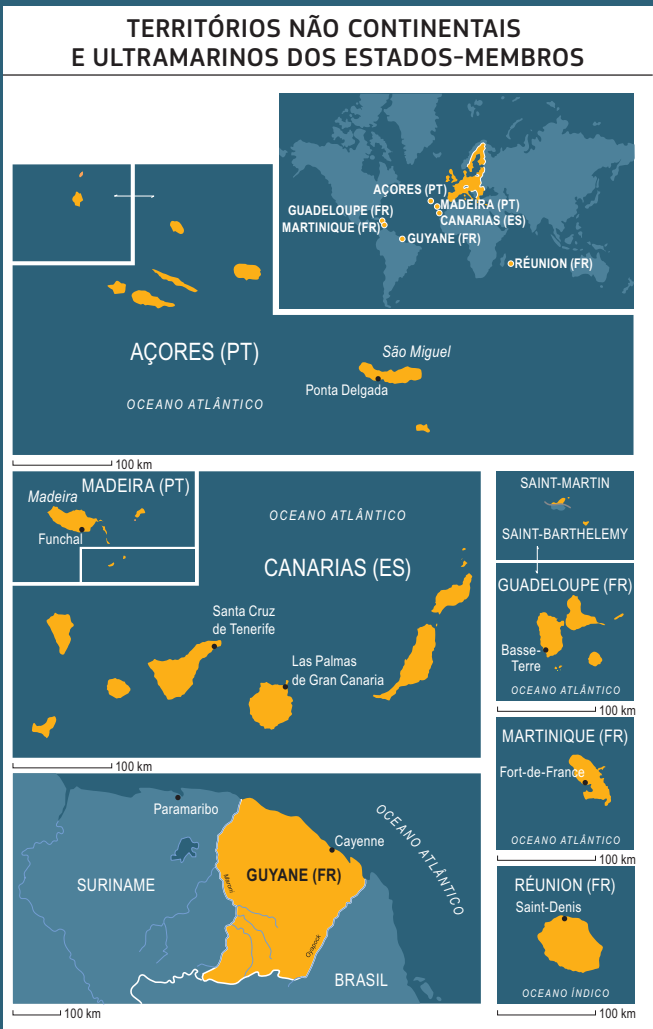 TERRITÓRIOS NÃO CONTINENTAIS
E ULTRAMARINOS DOS ESTADOS-MEMBROS
AÇORES (PT)
MADEIRA (PT)
CANARIAS (ES)
GUADELOUPE (FR)
MARTINIQUE (FR)
GUYANE (FR)
RÉUNION (FR)
AÇORES (PT)
São Miguel
Ponta Delgada
OCEANO ATLÂNTICO
100 km
MADEIRA (PT)
Madeira
Funchal
OCEANO ATLÂNTICO
CANARIAS (ES)
Santa Cruz
de Tenerife
Las Palmas
de Gran Canaria
100 km
SAINT-MARTIN
SAINT-BARTHELEMY
GUADELOUPE (FR)
Basse-
Terre
OCEANO ATLÂNTICO
100 km
MARTINIQUE (FR)
Fort-de-France
OCEANO ATLÂNTICO
100 km
Paramaribo
Cayenne
OCEANO ATLÂNTICO
SURINAME
GUYANE (FR)
Maroni
Oyapock
BRASIL
100 km
RÉUNION (FR)
Saint-Denis
OCEANO ÍNDICO
100 km